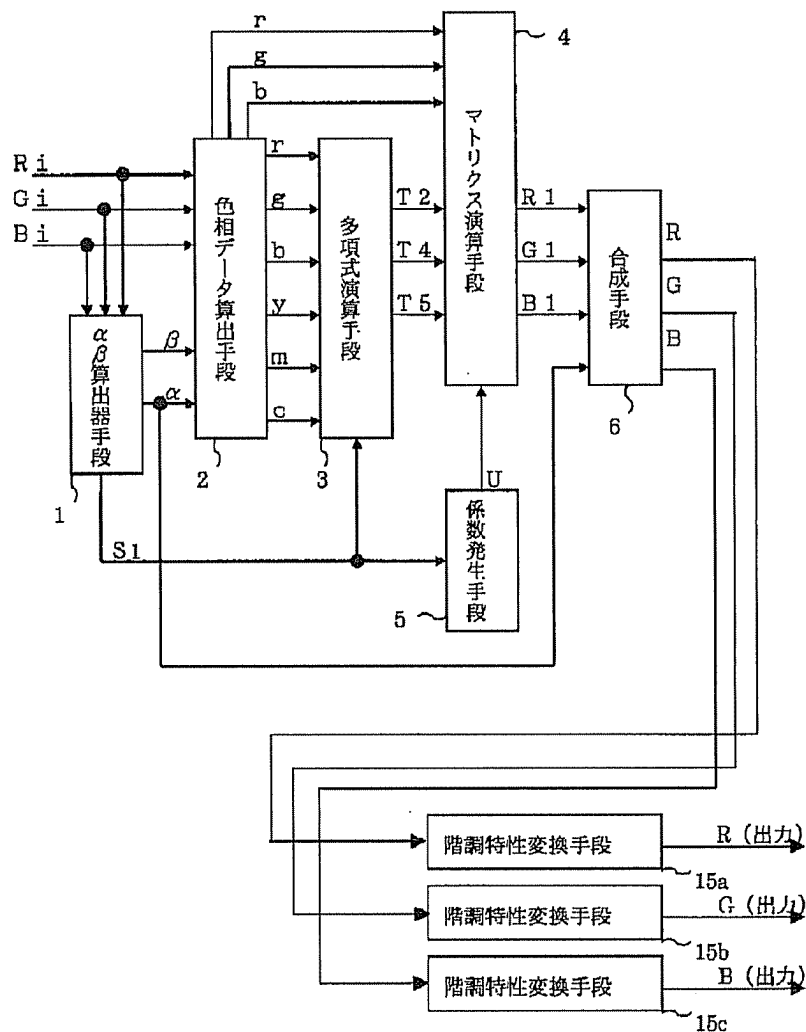 r
g
b
4
マトリクス演算手段
Ri
Gi
Bi
色相データ算出手段
r
g
b
y
m
c
多項式演算手段
T2
T4
T5
R1
G1
B1
合成手段
R
G
B
αβ算出器手段
β
α
1
2
3
6
S1
U
係数発生手段
5
階調特性変換手段
R (出力)
15a
階調特性変換手段
G (出力)
15b
階調特性変換手段
B (出力)
15c